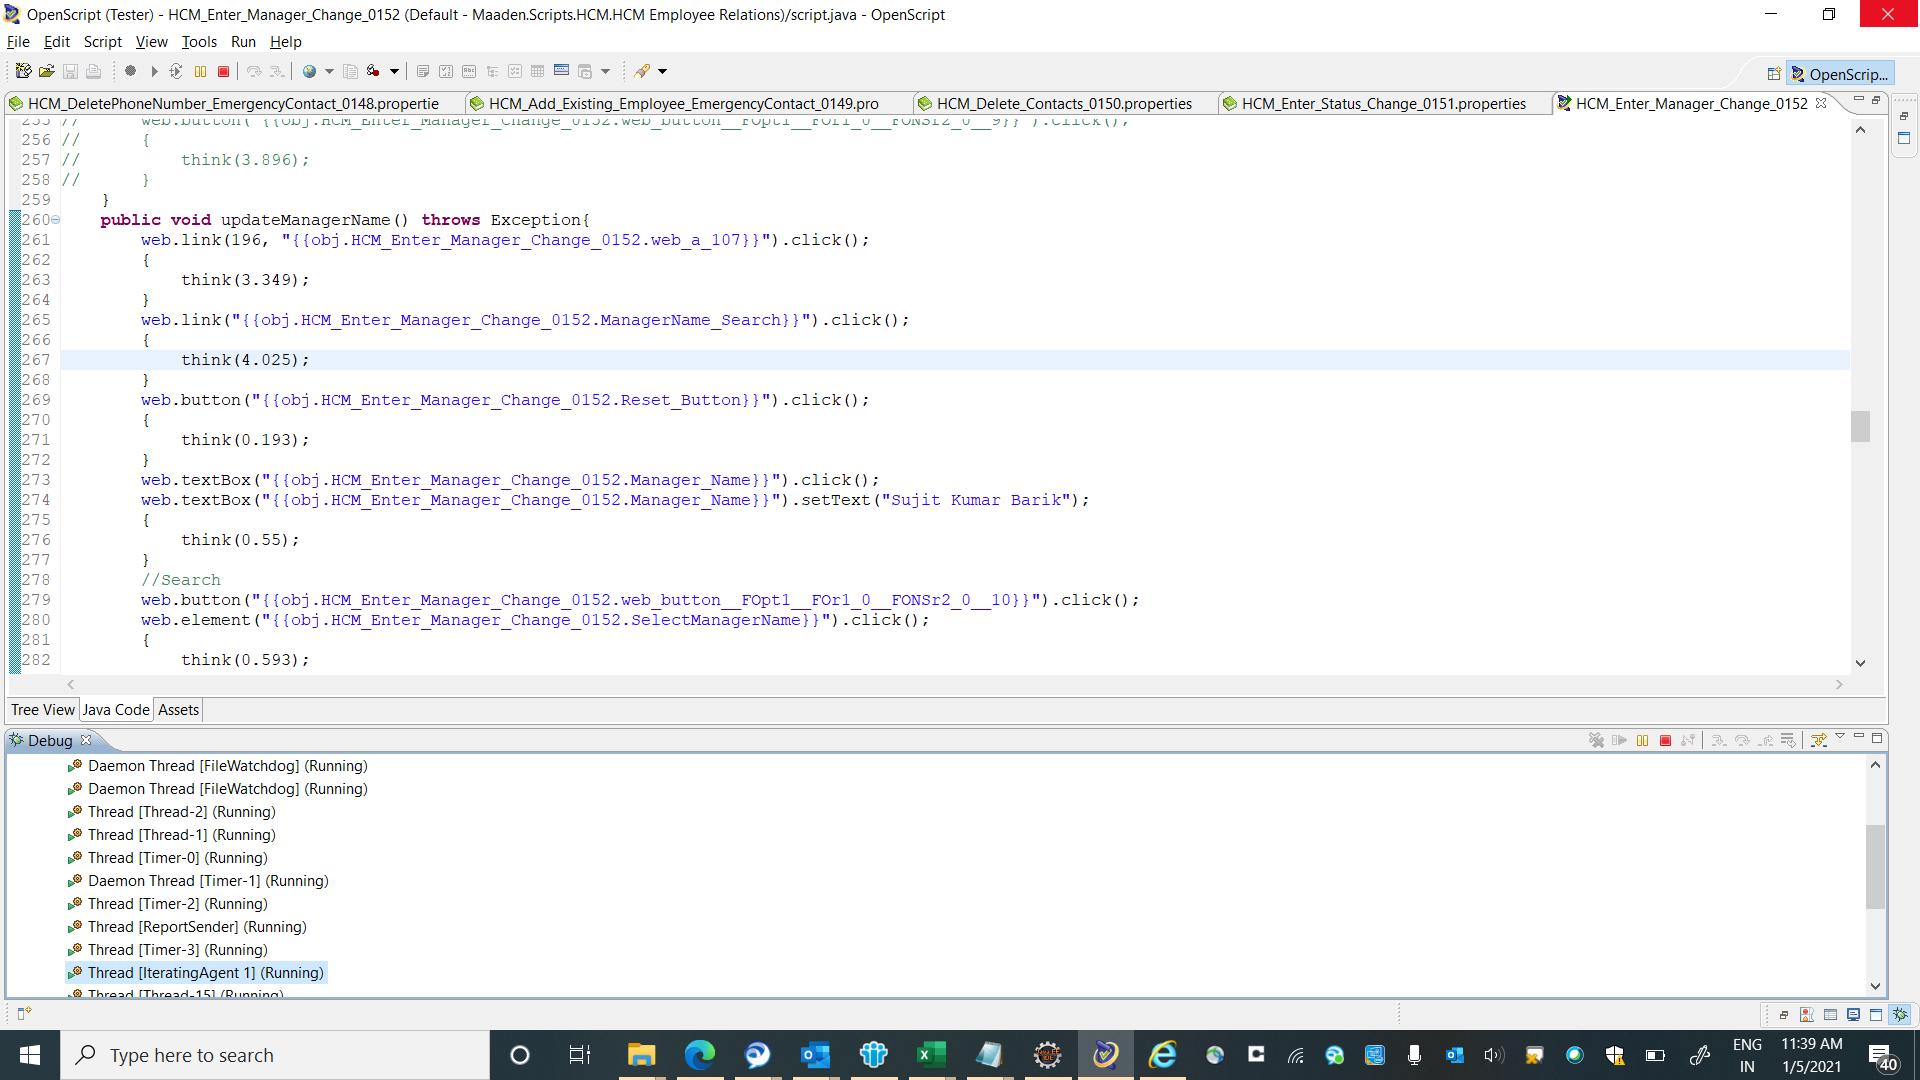 OpenScript (Tester) - HCM_Enter_Manager_Change_0152 (Default - Maaden.Scripts.HCM.HCM Employee Relations)/script.java - OpenScript
File Edit Script View Tools Run Help
OpenScrip...
HCM_DeletePhoneNumber_EmergencyContact_0148.propertie HCM_Add_Existing_Employee_EmergencyContact_0149.pro HCM_Delete_Contacts_0150.properties HCM_Enter_Status_Change_0151.properties HCM_Enter_Manager_Change_0152
255 // web.button("{{obj.HCM_Enter_Manager_Change_0152.web_button__FOpt1__FOr1_0__FONSr2_0__9}}").click();
256 // {
257 // think(3.896);
258 // }
259 }
260 public void updateManagerName() throws Exception{
261 web.link(196, "{{obj.HCM_Enter_Manager_Change_0152.web_a_107}}").click();
262 {
263 think(3.349);
264 }
265 web.link("{{obj.HCM_Enter_Manager_Change_0152.ManagerName_Search}}").click();
266 {
267 think(4.025);
268 }
269 web.button("{{obj.HCM_Enter_Manager_Change_0152.Reset_Button}}").click();
270 {
271 think(0.193);
272 }
273 web.textBox("{{obj.HCM_Enter_Manager_Change_0152.Manager_Name}}").click();
274 web.textBox("{{obj.HCM_Enter_Manager_Change_0152.Manager_Name}}").setText("Sujit Kumar Barik");
275 {
276 think(0.55);
277 }
278 //Search
279 web.button("{{obj.HCM_Enter_Manager_Change_0152.web_button__FOpt1__FOr1_0__FONSr2_0__10}}").click();
280 web.element("{{obj.HCM_Enter_Manager_Change_0152.SelectManagerName}}").click();
281 {
282 think(0.593);
Tree View Java Code Assets
Debug
Daemon Thread [FileWatchdog] (Running)
Daemon Thread [FileWatchdog] (Running)
Thread [Thread-2] (Running)
Thread [Thread-1] (Running)
Thread [Timer-0] (Running)
Daemon Thread [Timer-1] (Running)
Thread [Timer-2] (Running)
Thread [ReportSender] (Running)
Thread [Timer-3] (Running)
Thread [IteratingAgent 1] (Running)
Thread [Thread-15] (Running)
Type here to search
ENG 11:39 AM
IN 1/5/2021
40